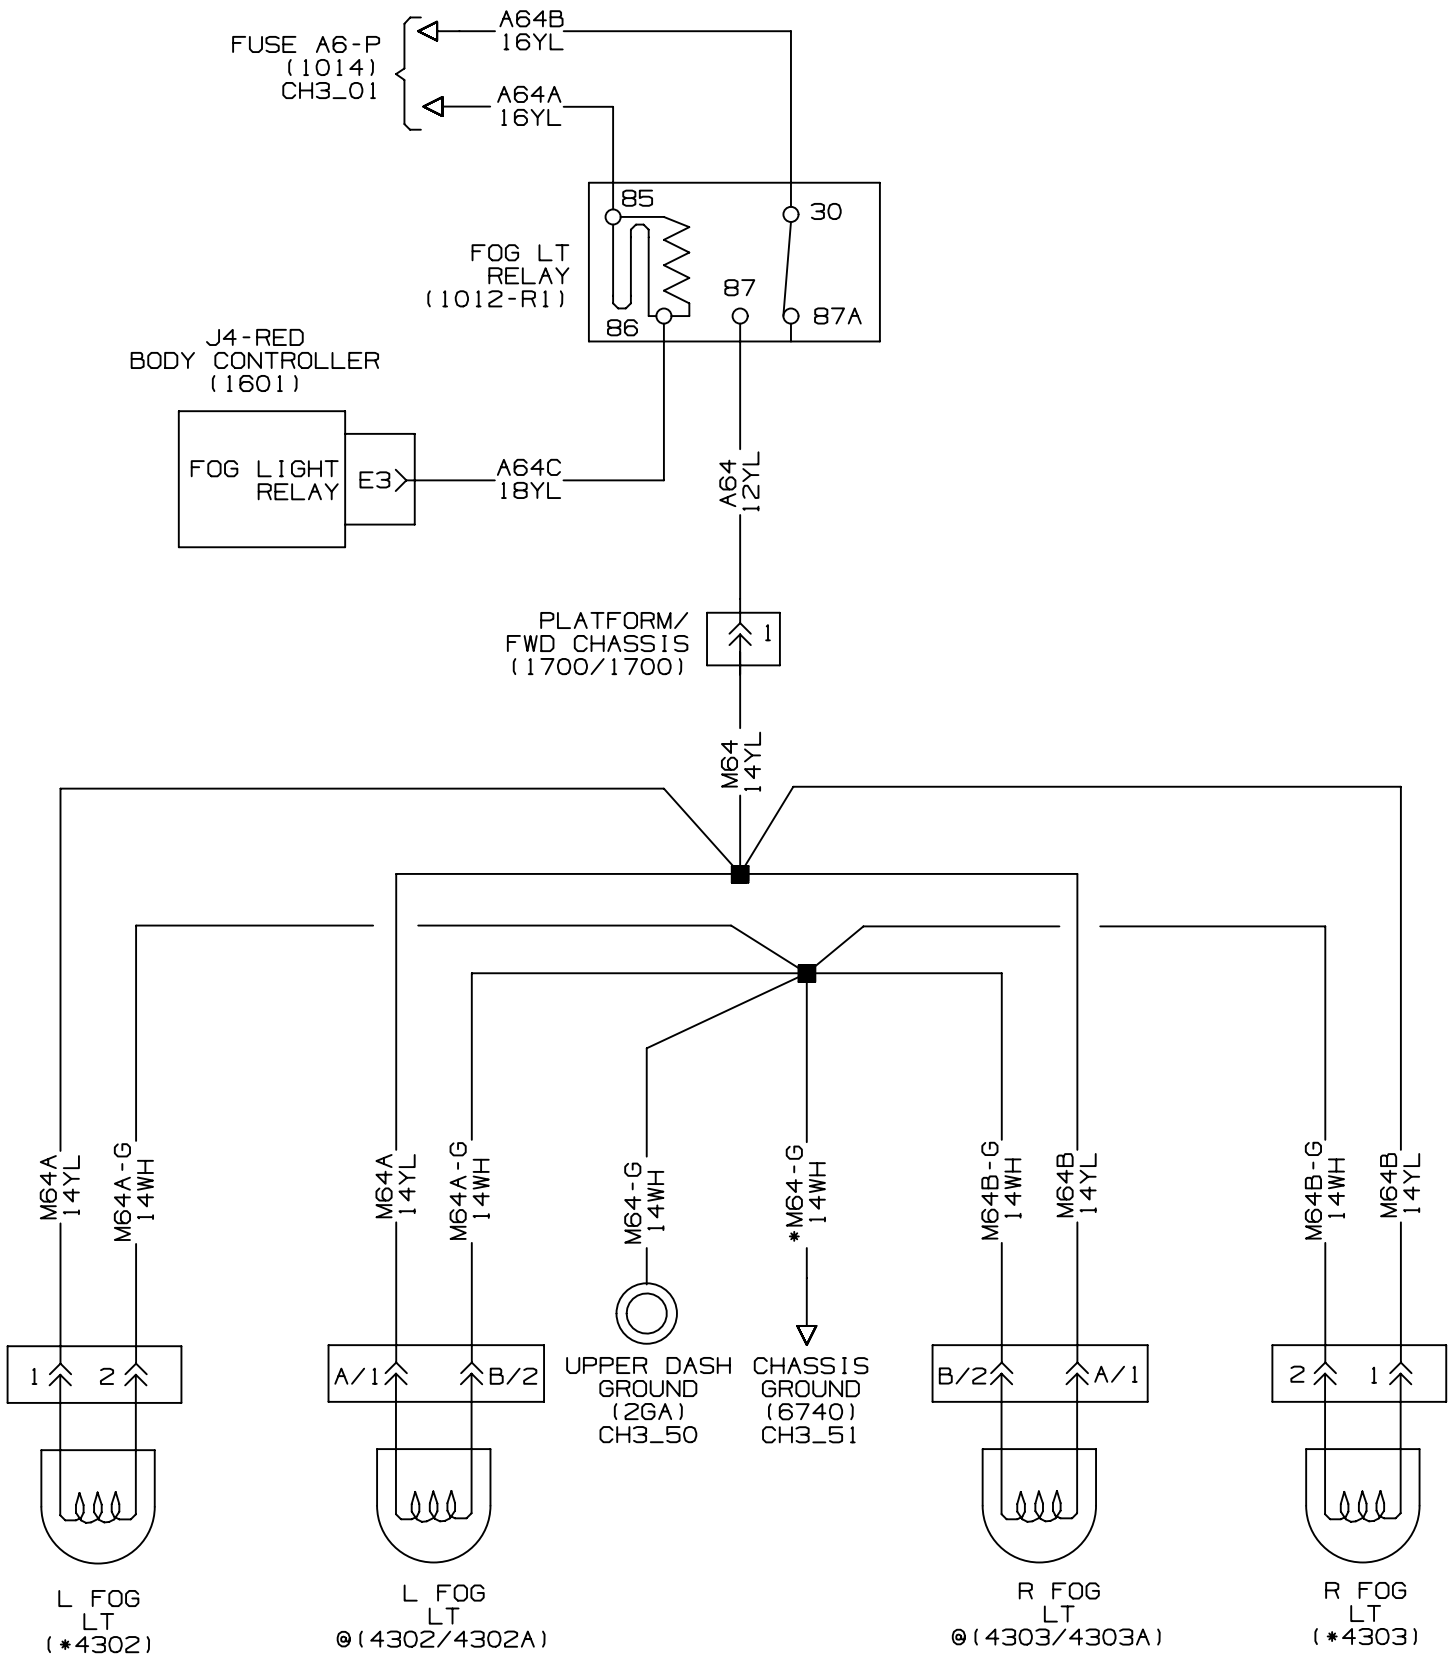 A64B
16YL
FUSE A6-P
(1014)
CH3_01
A64A
16YL
85
30
FOG LT
RELAY
(1012-R1)
87
87A
86
J4-RED
BODY CONTROLLER
(1601)
FOG LIGHT
RELAY
E3
A64C
18YL
A64
12YL
PLATFORM/
FWD CHASSIS
(1700/1700)
1
M64
14YL
M64A
14YL
M64A-G
14WH
M64A
14YL
M64A-G
14WH
M64-G
14WH
*M64-G
14WH
M64B-G
14WH
M64B
14YL
M64B-G
14WH
M64B
14YL
1
2
A/1
B/2
B/2
A/1
2
1
UPPER DASH
GROUND
(2GA)
CH3_50
CHASSIS
GROUND
(6740)
CH3_51
L FOG
LT
(*4302)
L FOG
LT
@(4302/4302A)
R FOG
LT
@(4303/4303A)
R FOG
LT
(*4303)